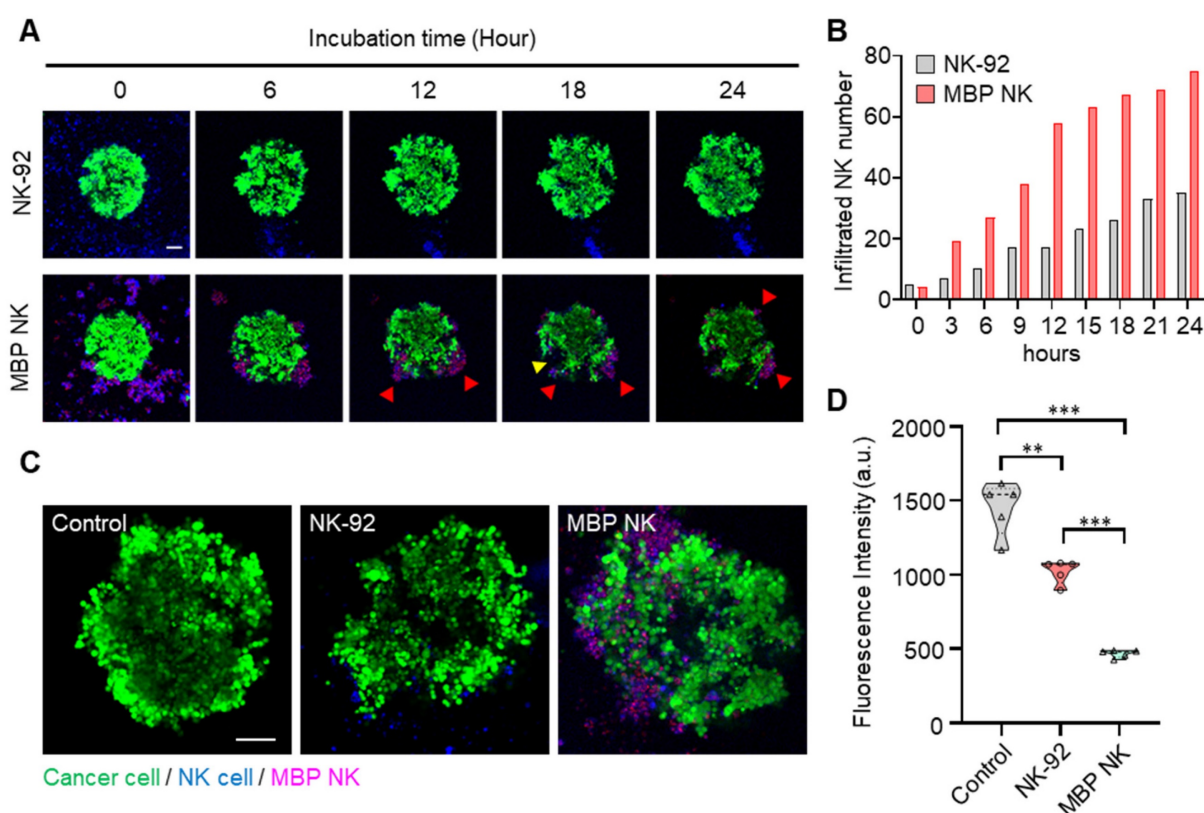 A
Incubation time (Hour)
0 6 12 18 24
NK-92
MBP NK
B
80
60
40
20
0
Infiltrated NK number
NK-92
MBP NK
0 3 6 9 12 15 18 21 24
hours
C
Control
NK-92
MBP NK
Cancer cell / NK cell / MBP NK
D
2000
1500
1000
500
0
Fluorescence Intensity (a.u.)
***
**
***
Control
NK-92
MBP NK